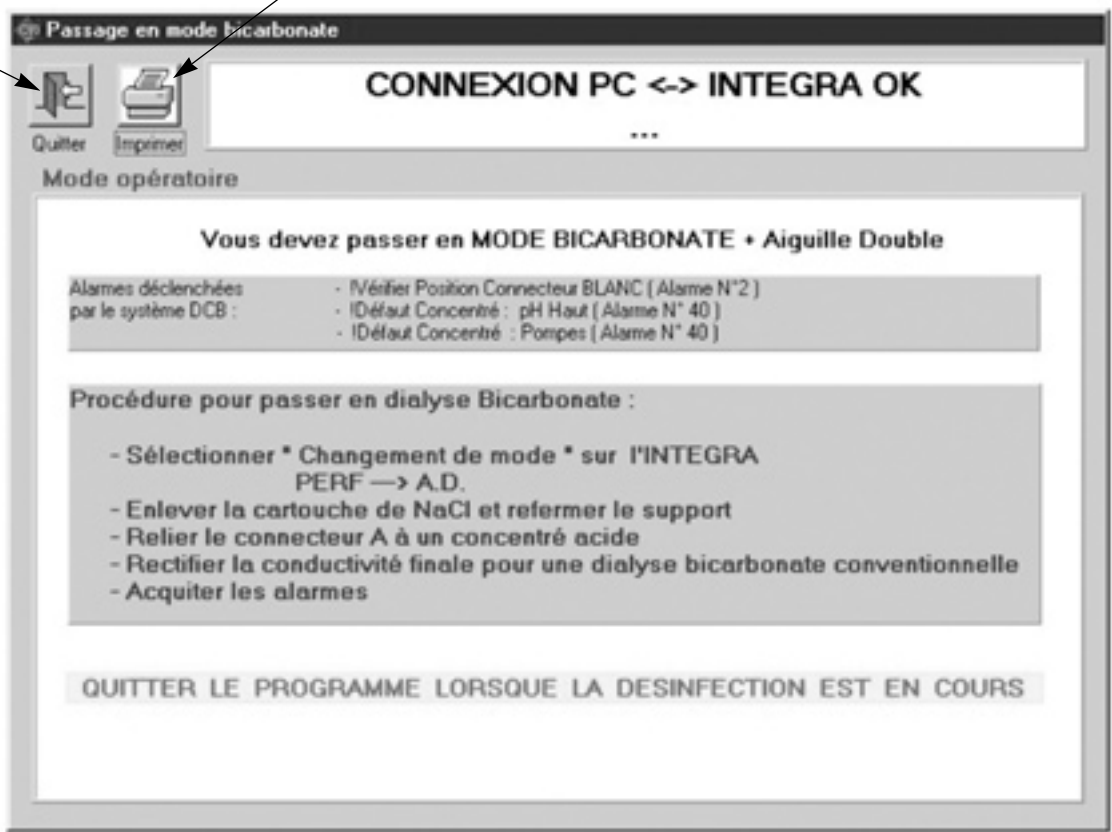 Passage en mode bicarbonate
CONNEXION PC <-> INTEGRA OK
...
Quitter
Imprimer
Mode opératoire
Vous devez passer en MODE BICARBONATE + Aiguille Double
Alarmes déclenchées
par le système DCB :
- !Vérifier Position Connecteur BLANC ( Alarme N°2 )
- !Défaut Concentré : pH Haut ( Alarme N° 40 )
- !Défaut Concentré : Pompes ( Alarme N° 40 )
Procédure pour passer en dialyse Bicarbonate :
- Sélectionner " Changement de mode " sur l'INTEGRA
PERF —> A.D.
- Enlever la cartouche de NaCl et refermer le support
- Relier le connecteur A à un concentré acide
- Rectifier la conductivité finale pour une dialyse bicarbonate conventionnelle
- Acquiter les alarmes
QUITTER LE PROGRAMME LORSQUE LA DESINFECTION EST EN COURS